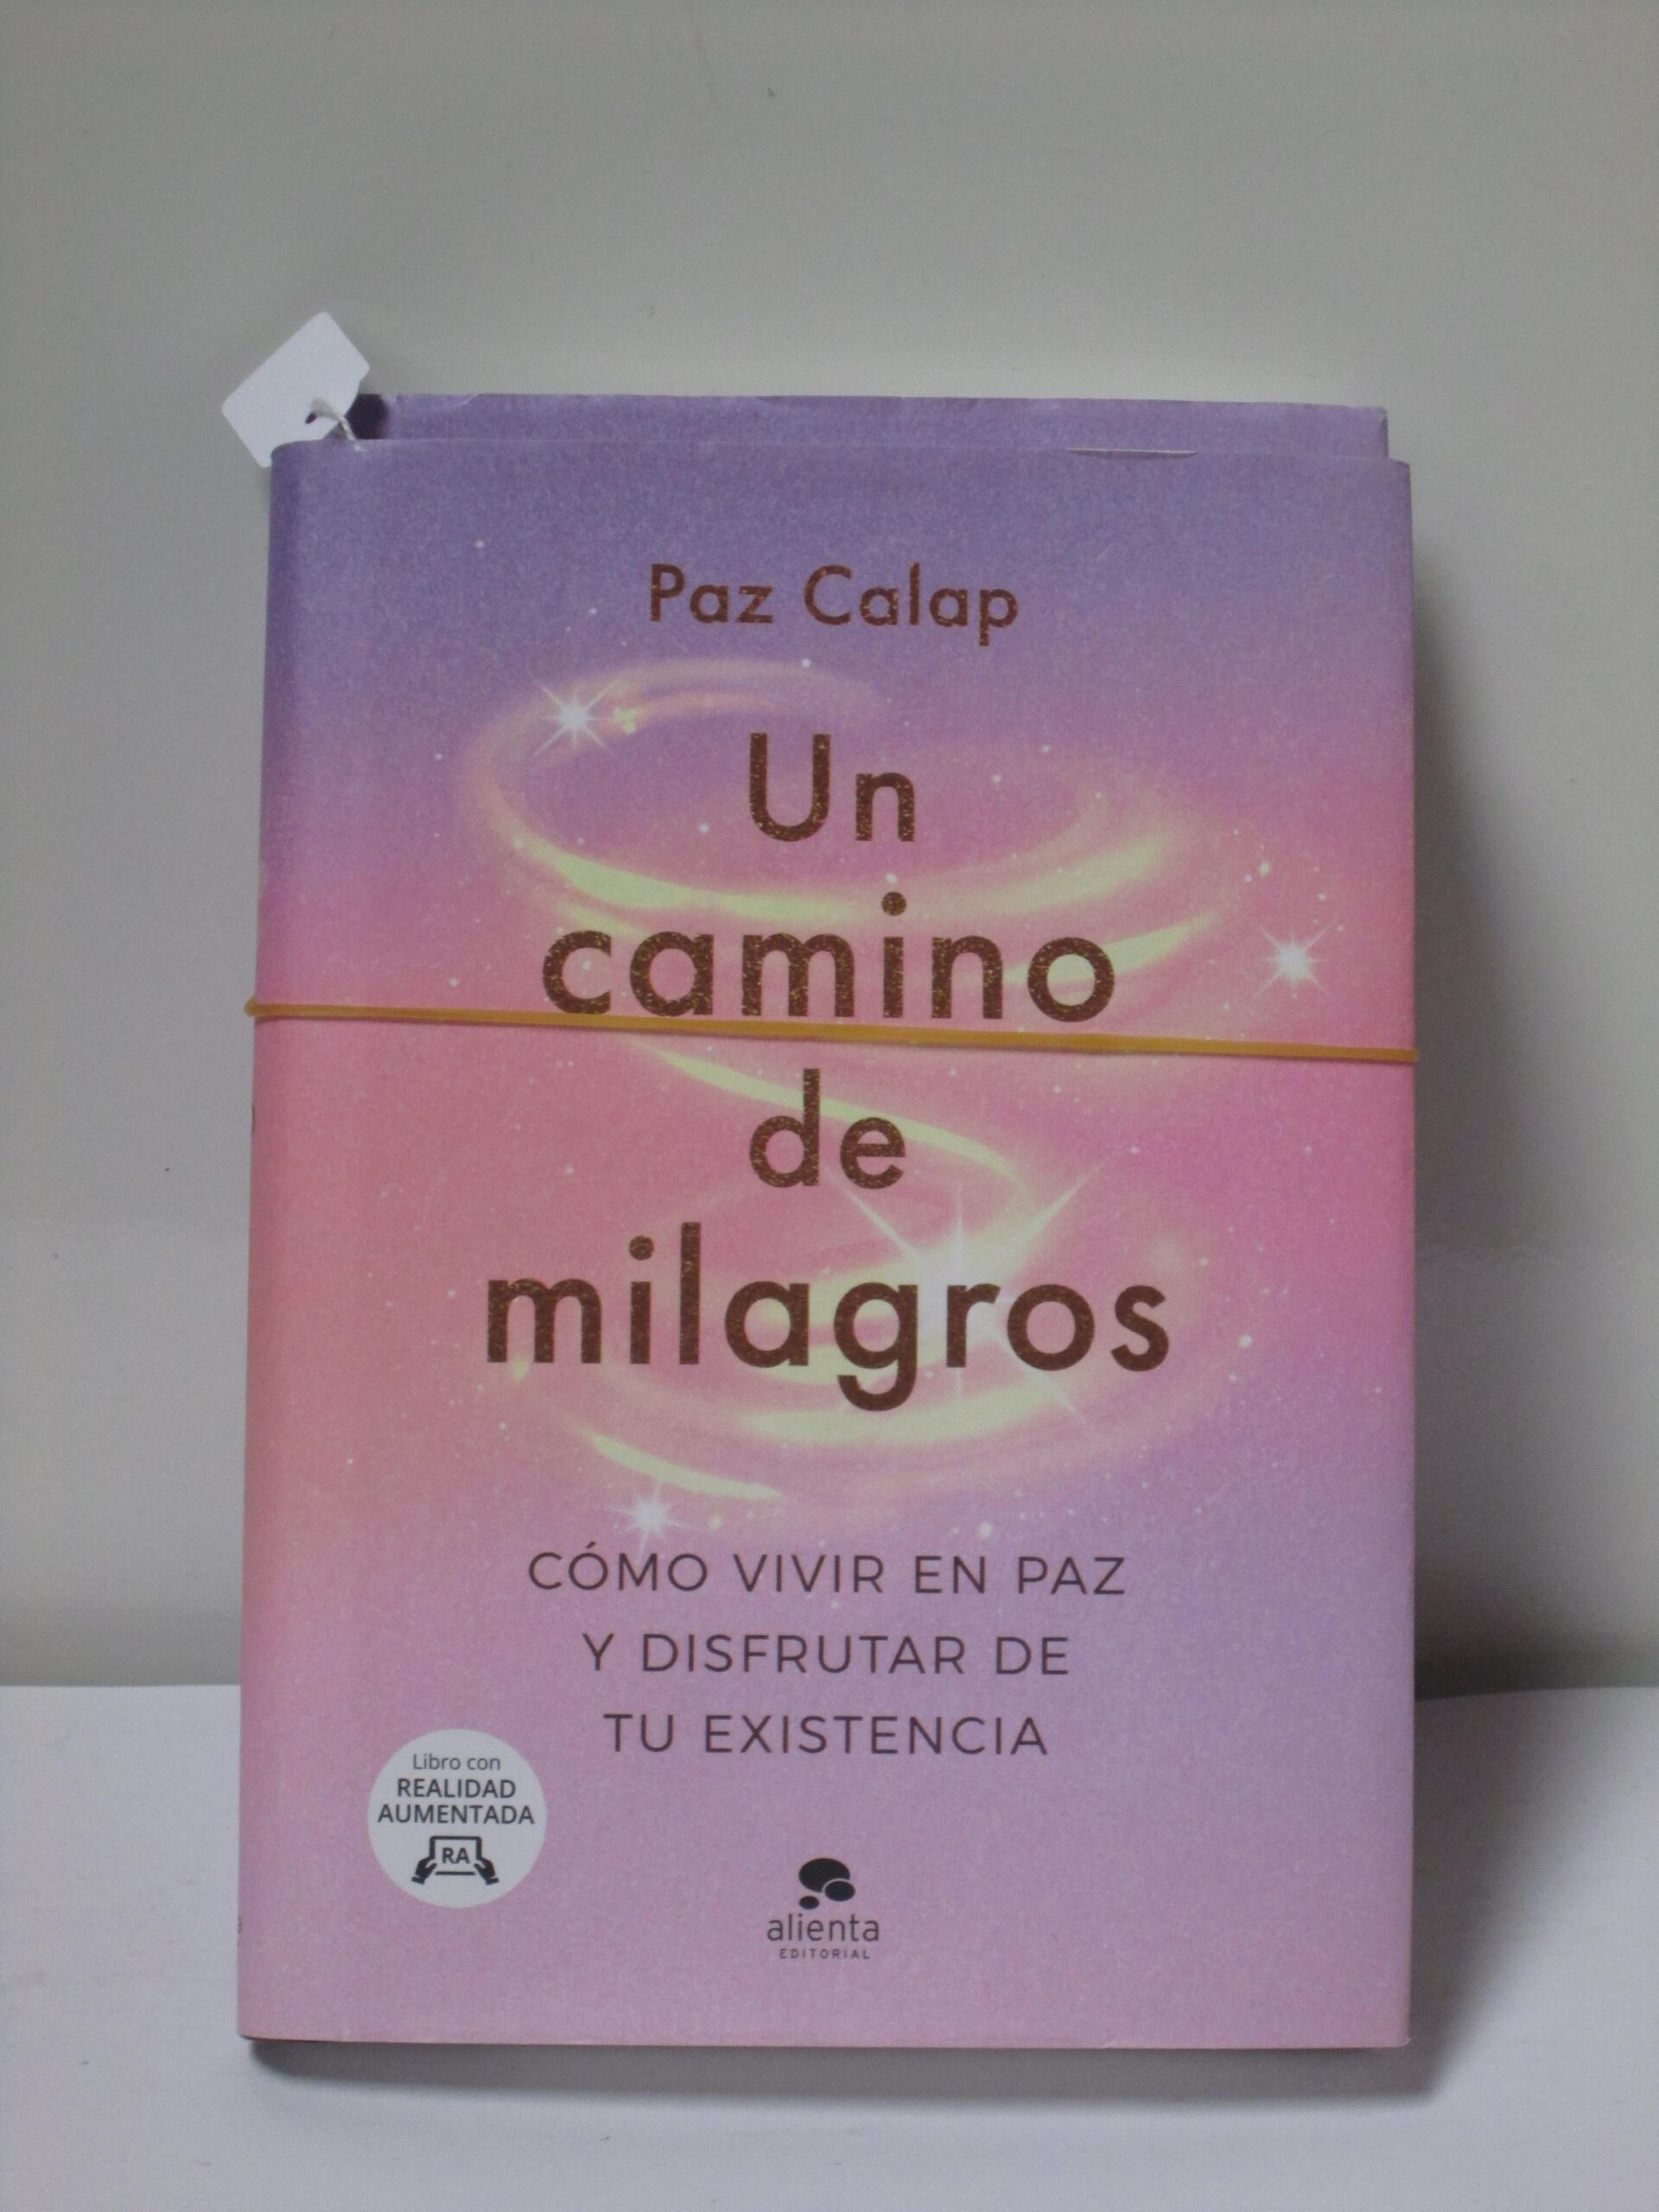 Paz Calap
Un
camino
de
milagros
CÓMO VIVIR EN PAZ
Y DISFRUTAR DE
TU EXISTENCIA
Libro con
REALIDAD
AUMENTADA
RA
alienta
EDITORIAL